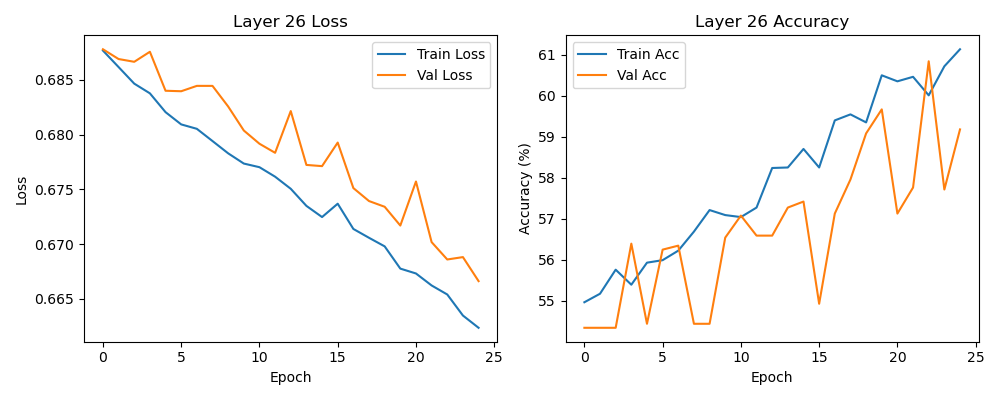 Layer 26 Loss
Train Loss
Val Loss
0.685
0.680
0.675
0.670
0.665
Loss
0 5 10 15 20 25
Epoch
Layer 26 Accuracy
Train Acc
Val Acc
61
60
59
58
57
56
55
Accuracy (%)
0 5 10 15 20 25
Epoch